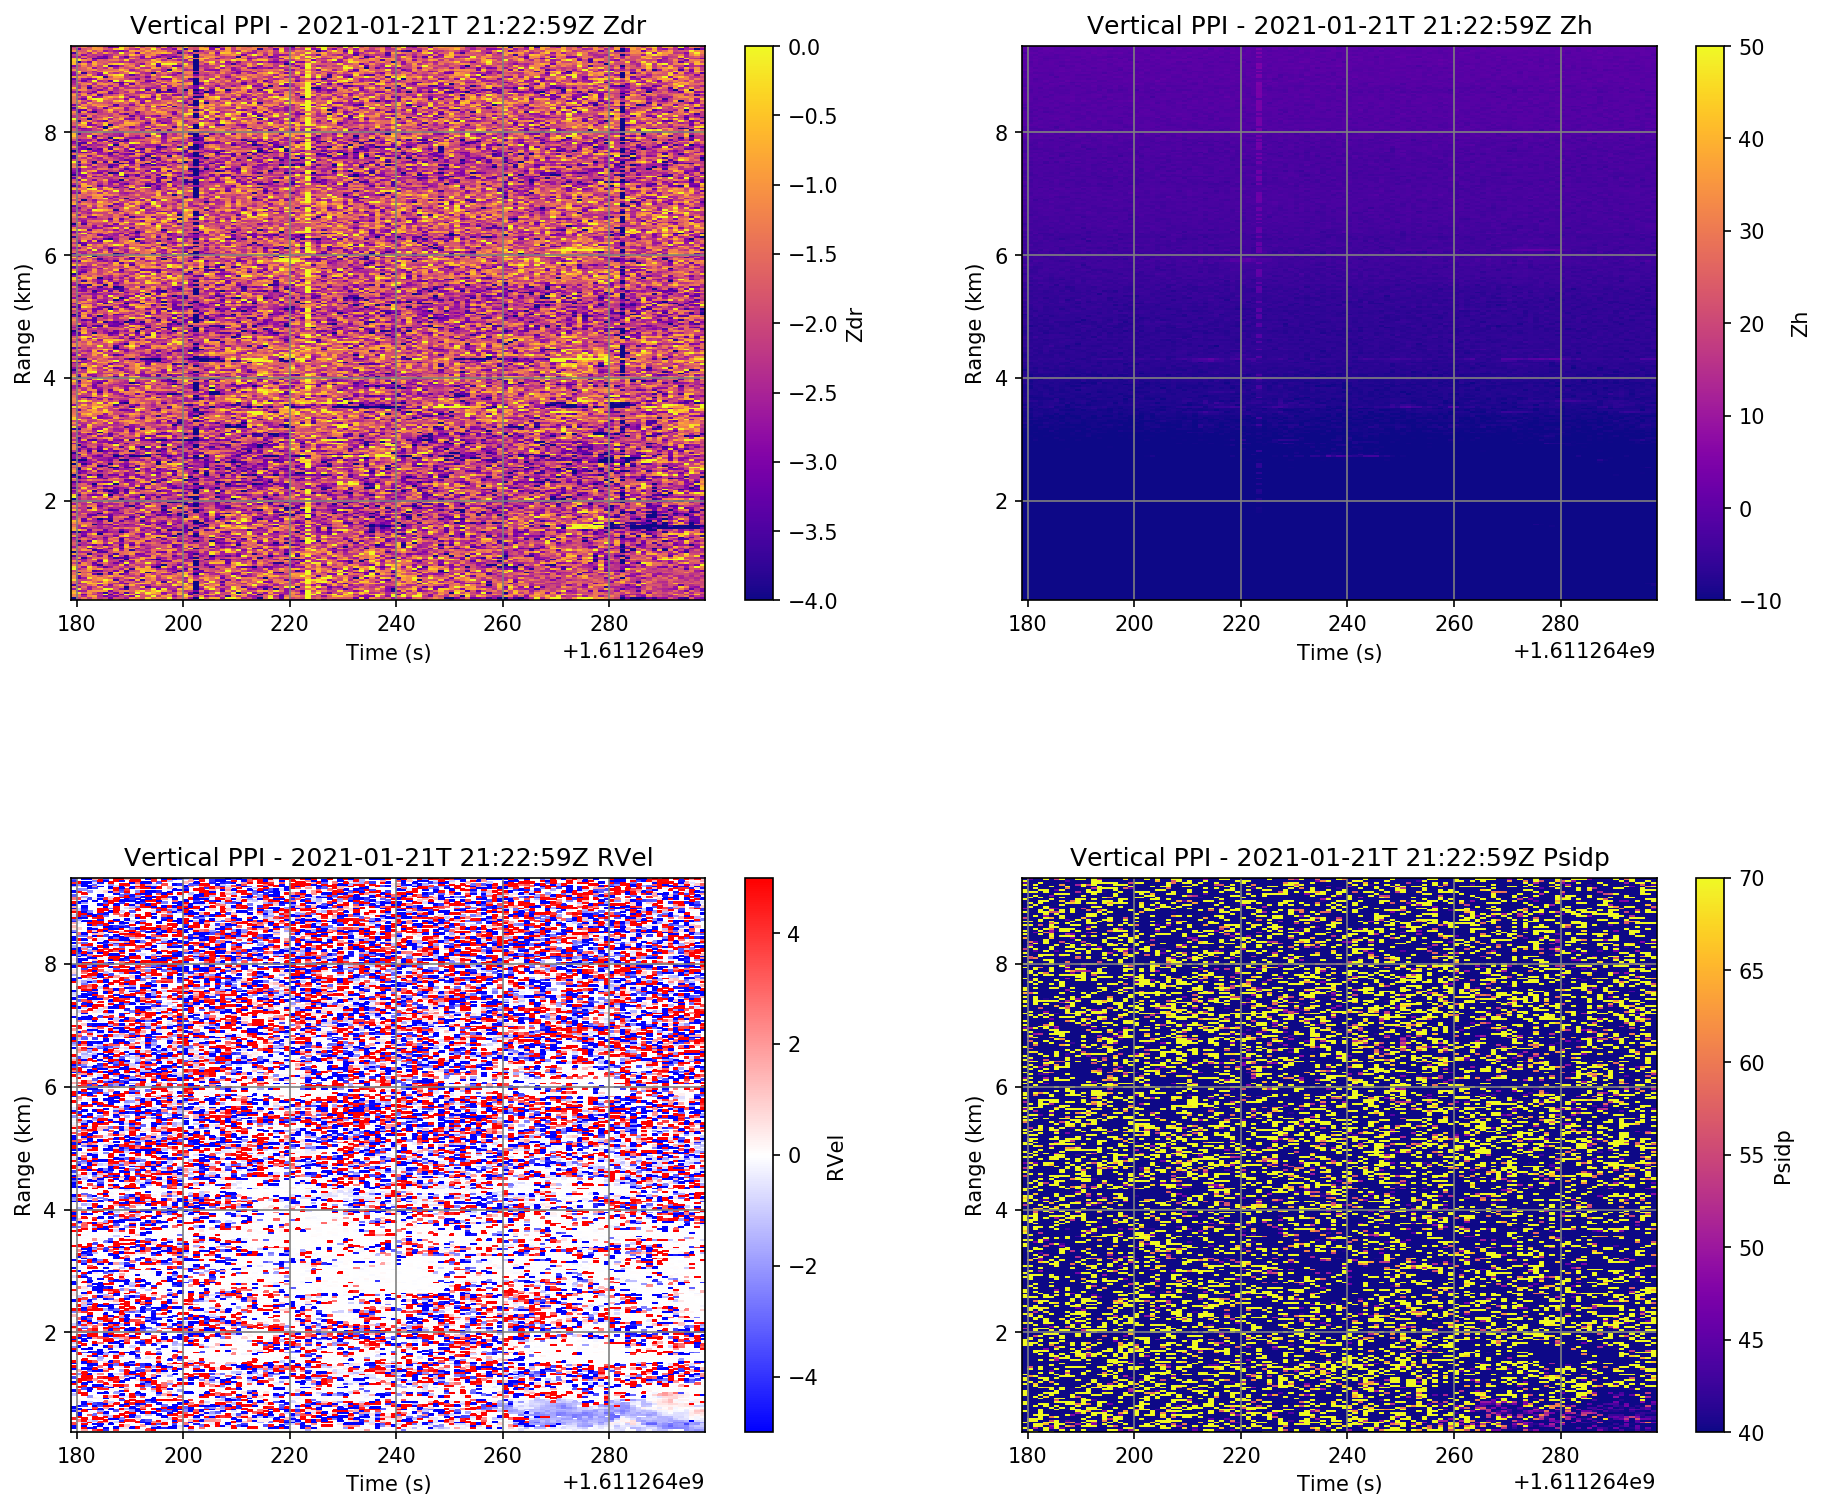 Vertical PPI - 2021-01-21T 21:22:59Z Zdr
8
6
4
2
Range (km)
180 200 220 240 260 280
Time (s)
+1.611264e9
0.0
−0.5
−1.0
−1.5
−2.0
−2.5
−3.0
−3.5
−4.0
Zdr
Vertical PPI - 2021-01-21T 21:22:59Z Zh
8
6
4
2
Range (km)
180 200 220 240 260 280
Time (s)
+1.611264e9
50
40
30
20
10
0
−10
Zh
Vertical PPI - 2021-01-21T 21:22:59Z RVel
8
6
4
2
Range (km)
180 200 220 240 260 280
Time (s)
+1.611264e9
4
2
0
−2
−4
RVel
Vertical PPI - 2021-01-21T 21:22:59Z Psidp
8
6
4
2
Range (km)
180 200 220 240 260 280
Time (s)
+1.611264e9
70
65
60
55
50
45
40
Psidp